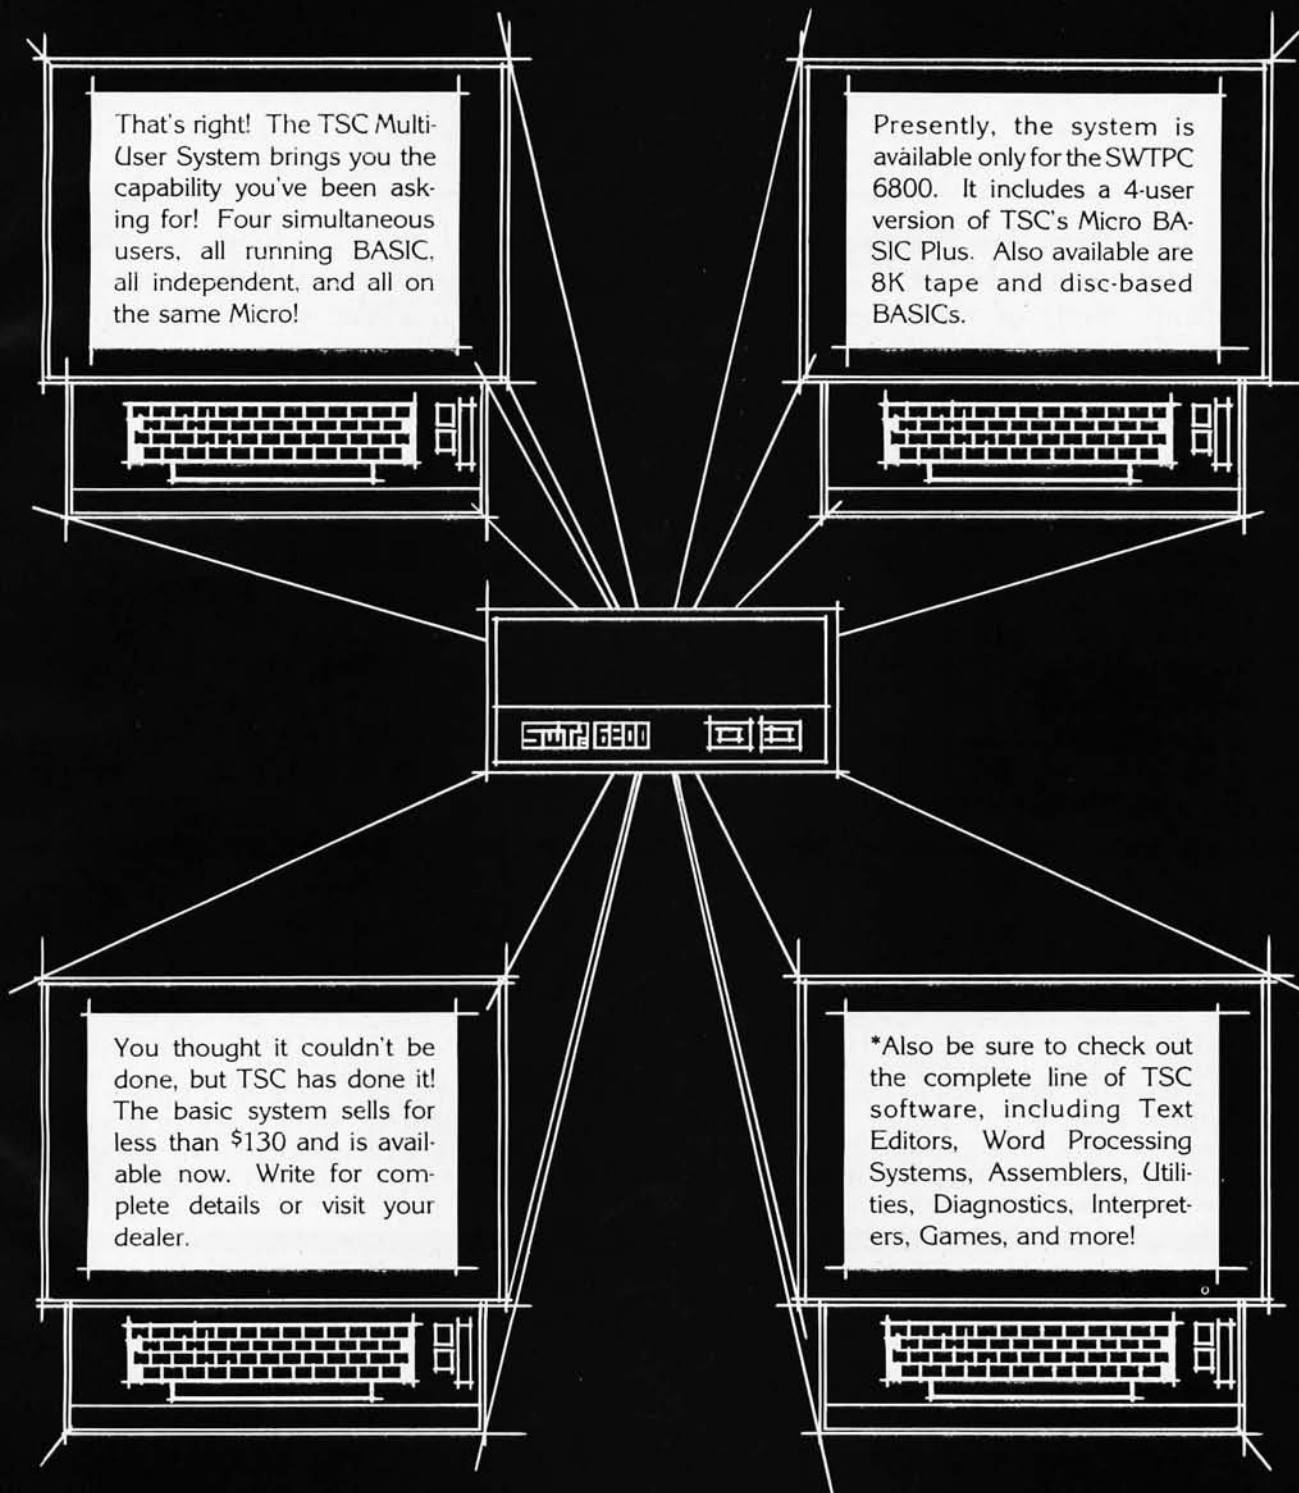 That's right! The TSC Multi-
User System brings you the
capability you've been ask-
ing for! Four simultaneous
users, all running BASIC,
all independent, and all on
the same Micro!
Presently, the system is
available only for the SWTPC
6800. It includes a 4-user
version of TSC's Micro BA-
SIC Plus. Also available are
8K tape and disc-based
BASICs.
SWTPC 6800
You thought it couldn't be
done, but TSC has done it!
The basic system sells for
less than $130 and is avail-
able now. Write for com-
plete details or visit your
dealer.
*Also be sure to check out
the complete line of TSC
software, including Text
Editors, Word Processing
Systems, Assemblers, Utili-
ties, Diagnostics, Interpret-
ers, Games, and more!